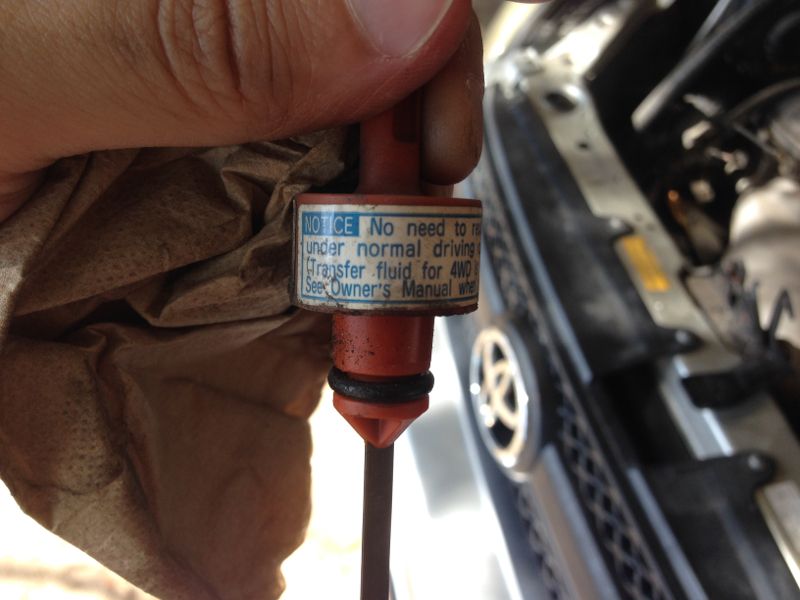 NOTICE No need to
under normal driving
(Transfer fluid for 4WD
See Owner's Manual